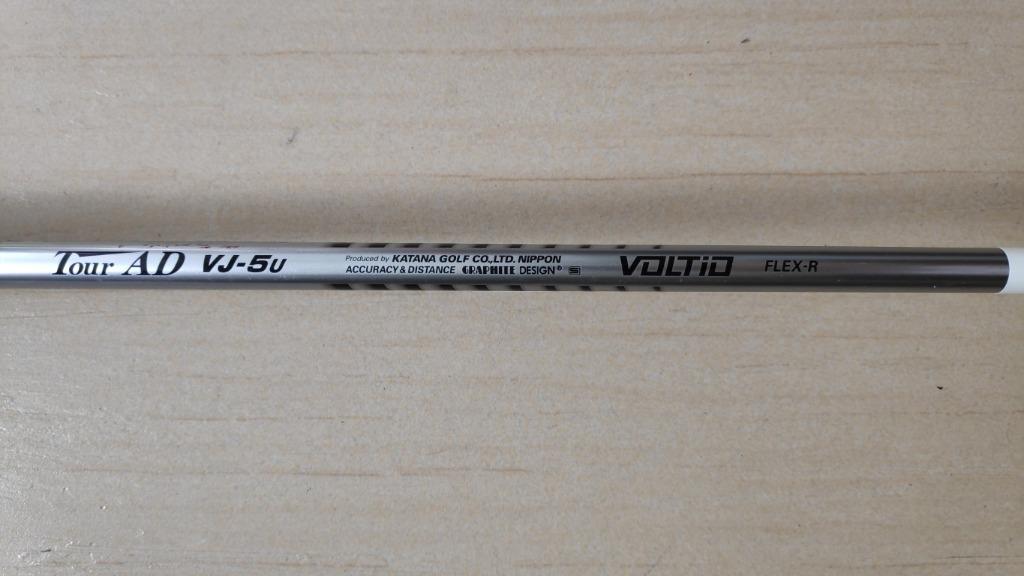 Tour AD VJ-5U
Produced by KATANA GOLF CO.,LTD. NIPPON
ACCURACY & DISTANCE GRAPHITE DESIGN®
VOLTiO FLEX-R